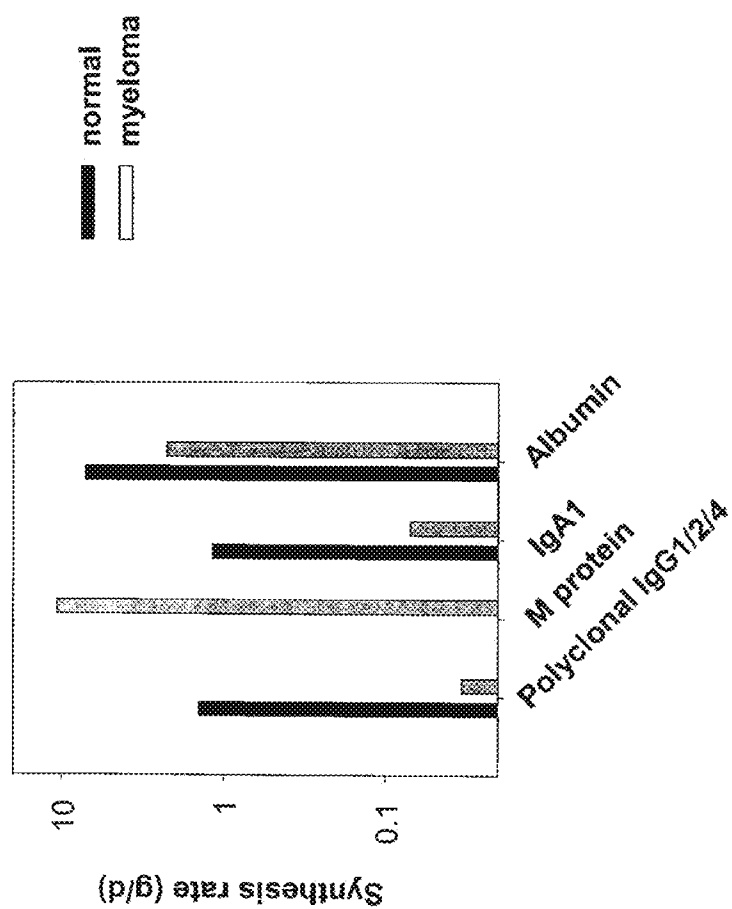 normal
myeloma
Synthesis rate (g/d)
10
1
0.1
Polyclonal IgG1/2/4
M protein
IgA1
Albumin